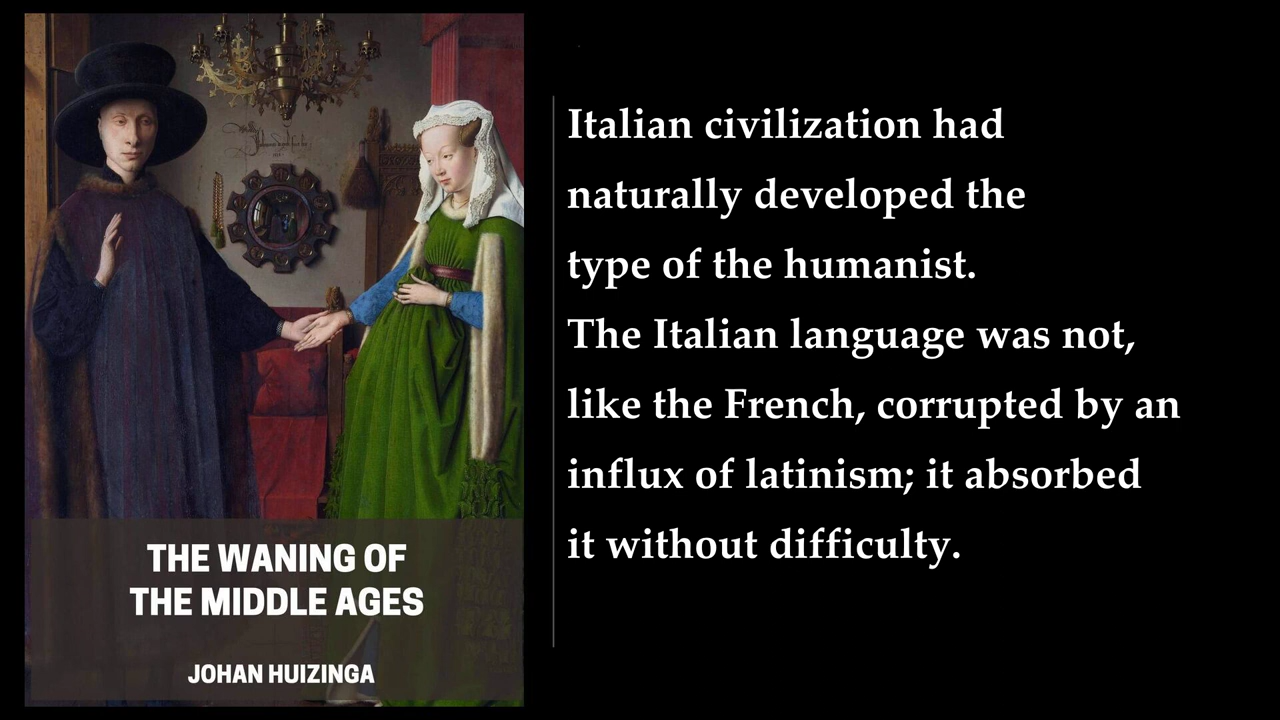 THE WANING OF
THE MIDDLE AGES
JOHAN HUIZINGA
Italian civilization had
naturally developed the
type of the humanist.
The Italian language was not,
like the French, corrupted by an
influx of latinism; it absorbed
it without difficulty.